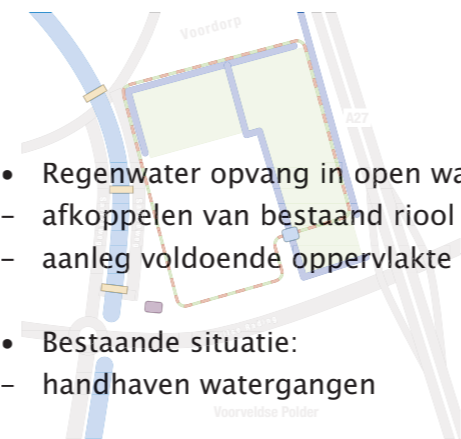 Voordorp
A27
• Regenwater opvang in open wa
– afkoppelen van bestaand riool
– aanleg voldoende oppervlakte
• Bestaande situatie:
– handhaven watergangen
Voorveldse Polder